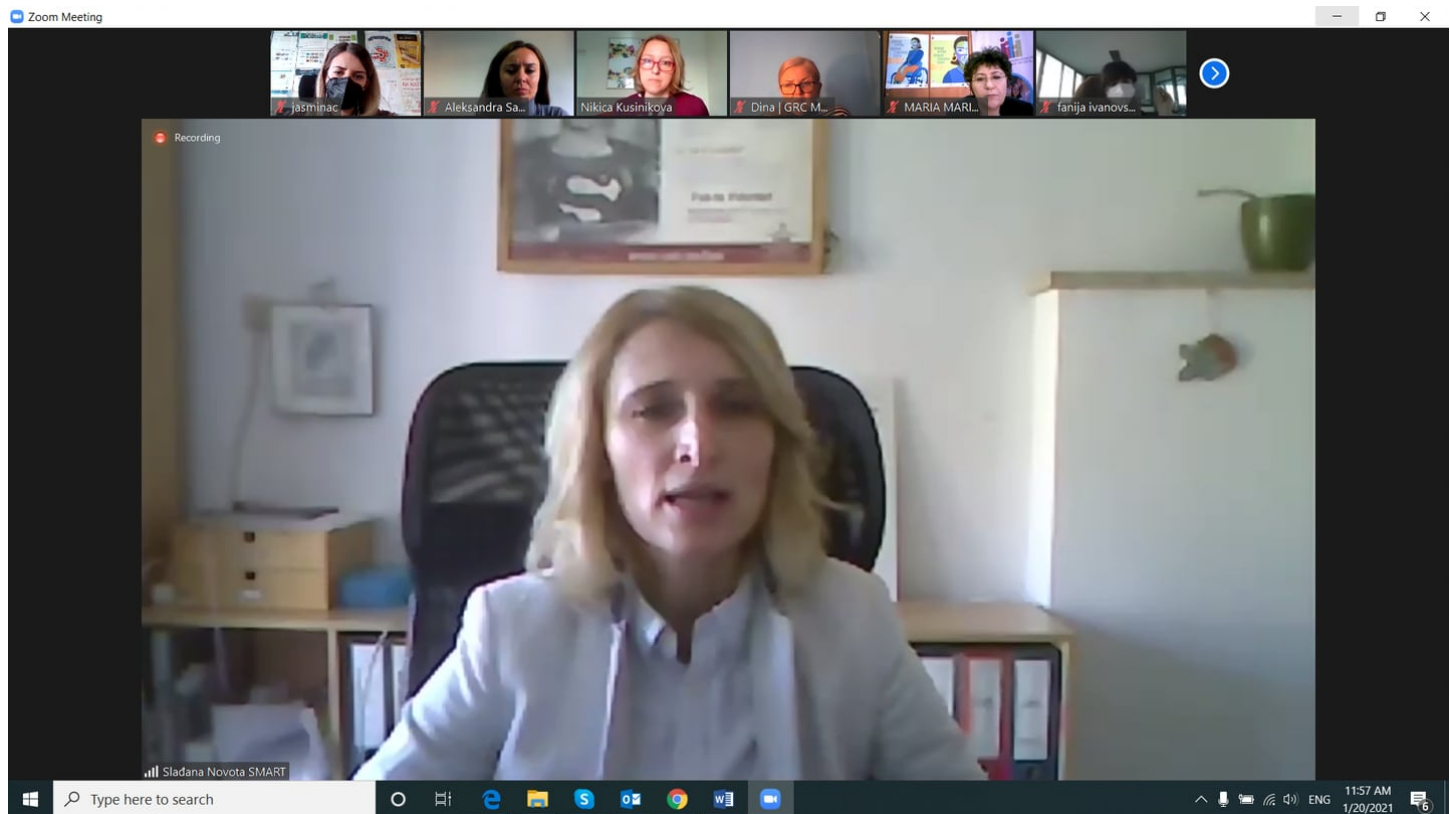 Zoom Meeting
jasminac
Aleksandra Sa...
Nikica Kusinikova
Dina | GRC M...
MARIA MARI...
fanija ivanovs...
Recording
Slađana Novota SMART
Type here to search
ENG
11:57 AM
1/20/2021
6